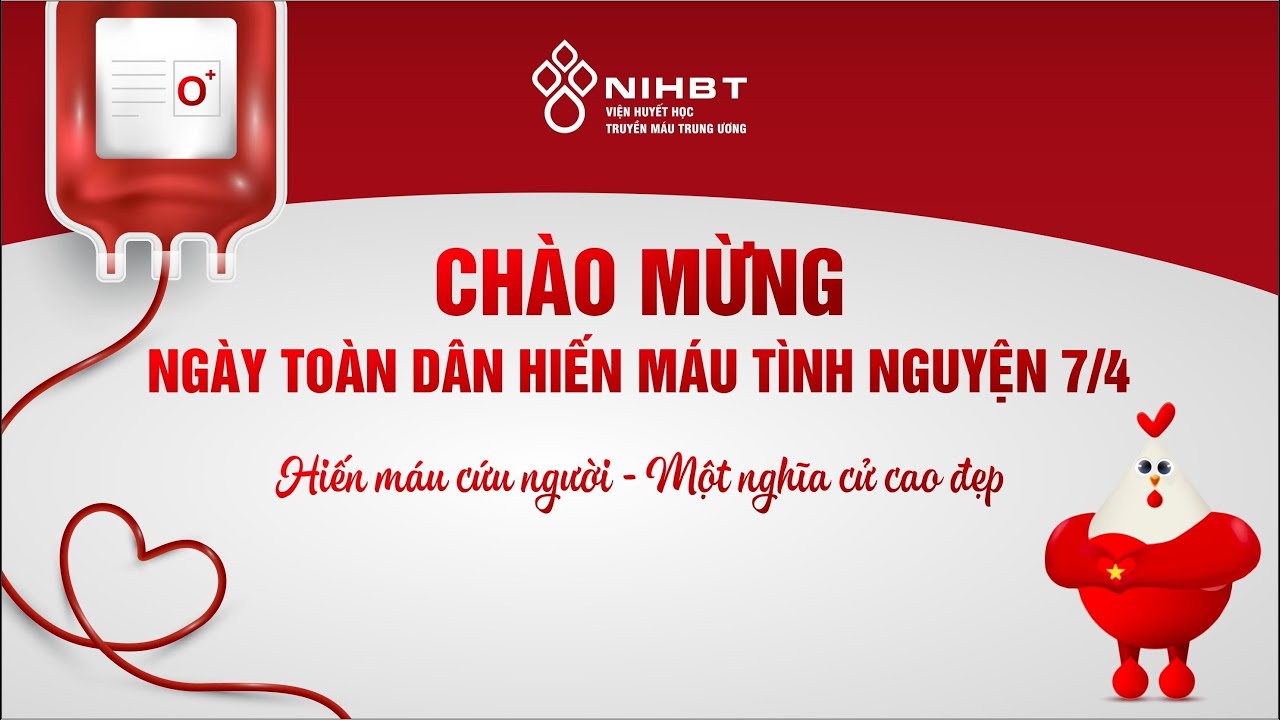 O+
NIHBT
VIỆN HUYẾT HỌC
TRUYỀN MÁU TRUNG ƯƠNG
CHÀO MỪNG
NGÀY TOÀN DÂN HIẾN MÁU TÌNH NGUYỆN 7/4
Hiến máu cứu người - Một nghĩa cử cao đẹp